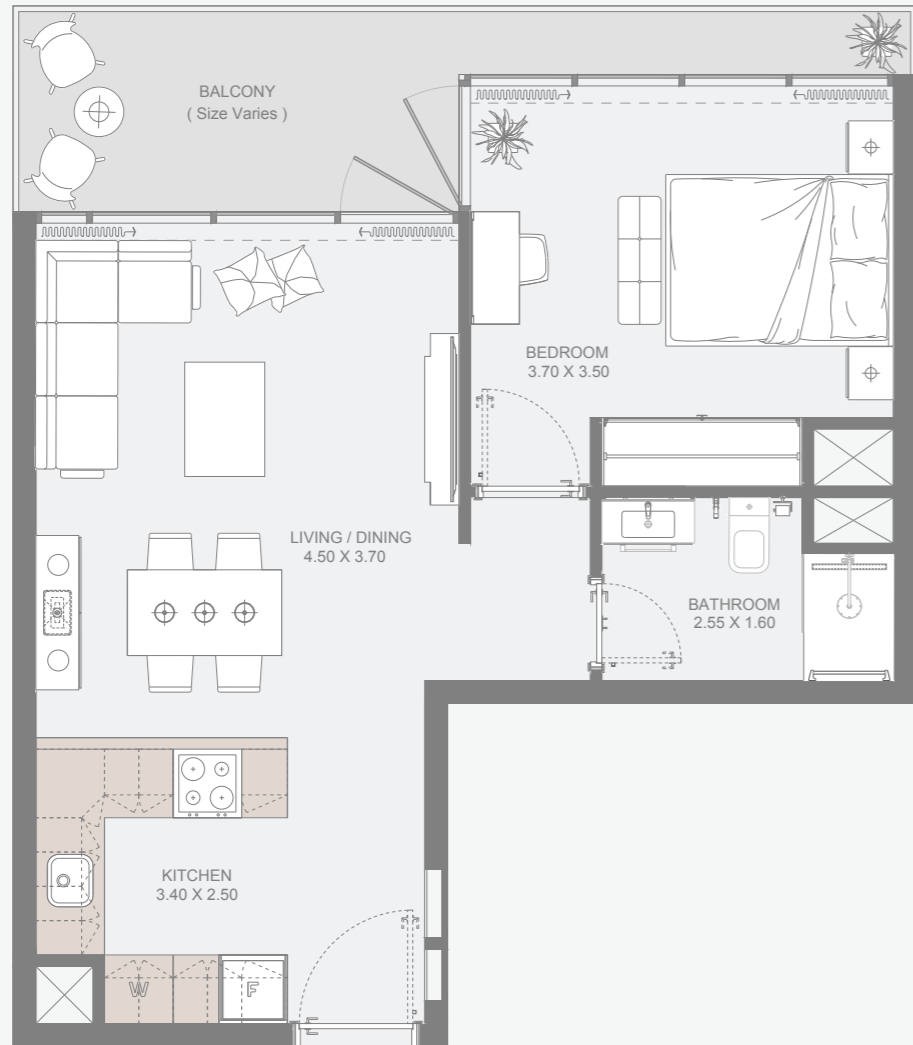 BALCONY
( Size Varies )
BEDROOM
3.70 X 3.50
LIVING / DINING
4.50 X 3.70
BATHROOM
2.55 X 1.60
KITCHEN
3.40 X 2.50
W
F